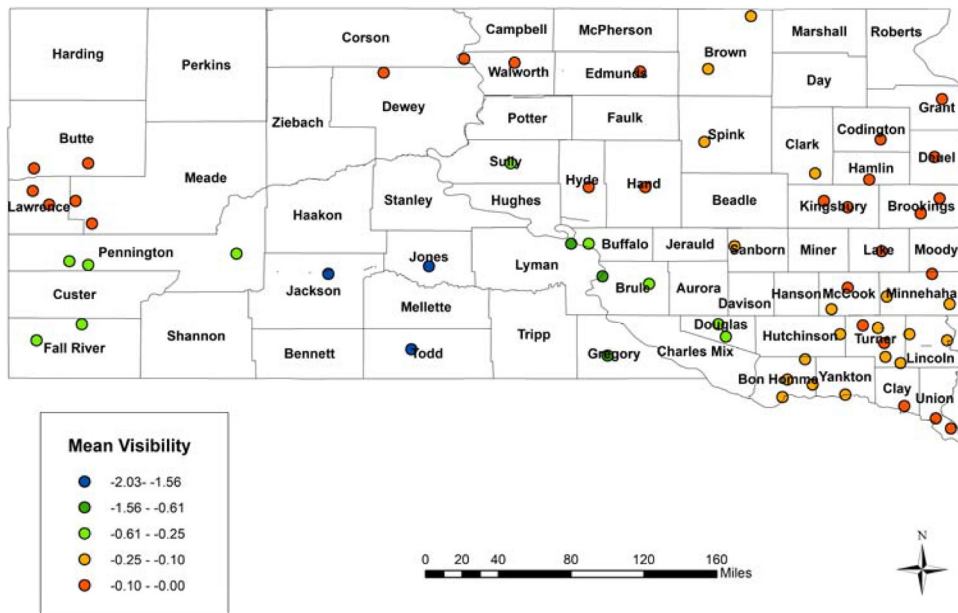 Harding
Perkins
Corson
Campbell
McPherson
Brown
Marshall
Roberts
Walworth
Edmunds
Day
Dewey
Ziebach
Potter
Faulk
Grant
Butte
Meade
Sully
Spink
Clark
Codington
Deuel
Hamlin
Lawrence
Haakon
Stanley
Hughes
Hyde
Hand
Beadle
Kingsbury
Brookings
Pennington
Jones
Lyman
Buffalo
Jerauld
Sanborn
Miner
Lake
Moody
Custer
Jackson
Mellette
Brule
Aurora
Davison
Hanson
McCook
Minnehaha
Fall River
Shannon
Bennett
Todd
Tripp
Gregory
Douglas
Charles Mix
Hutchinson
Turner
Lincoln
Bon Homme
Yankton
Clay
Union
Mean Visibility
-2.03- -1.56
-1.56 - -0.61
-0.61 - -0.25
-0.25 - -0.10
-0.10 - -0.00
0 20 40 80 120 160
Miles
N